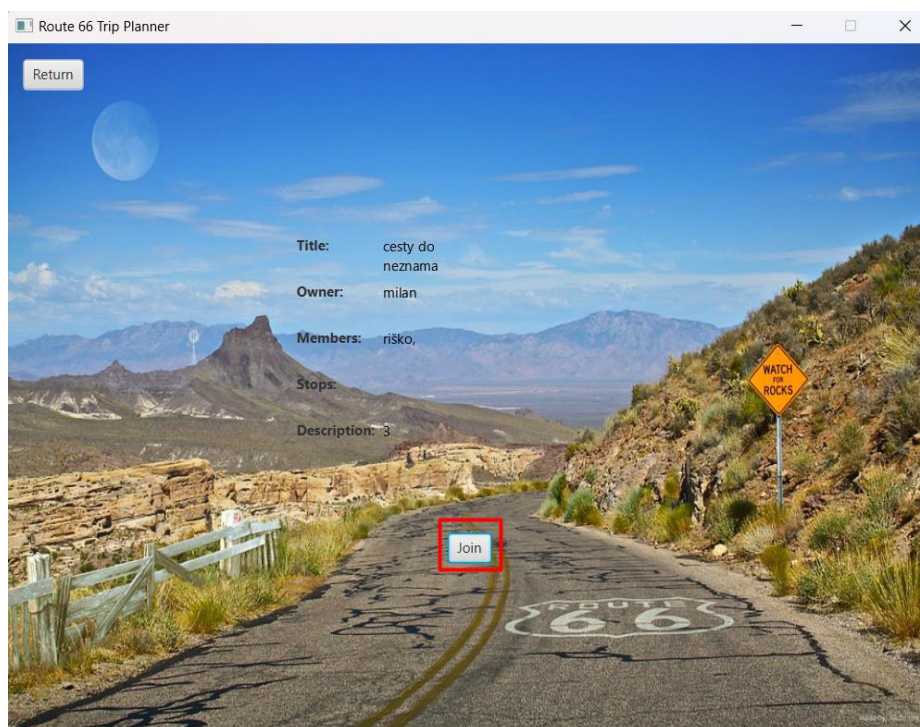 Route 66 Trip Planner
Return
Title: cesty do
neznama
Owner: milan
Members: riško,
Stops:
Description: 3
WATCH
FOR
ROCKS
Join
ROUTE
66